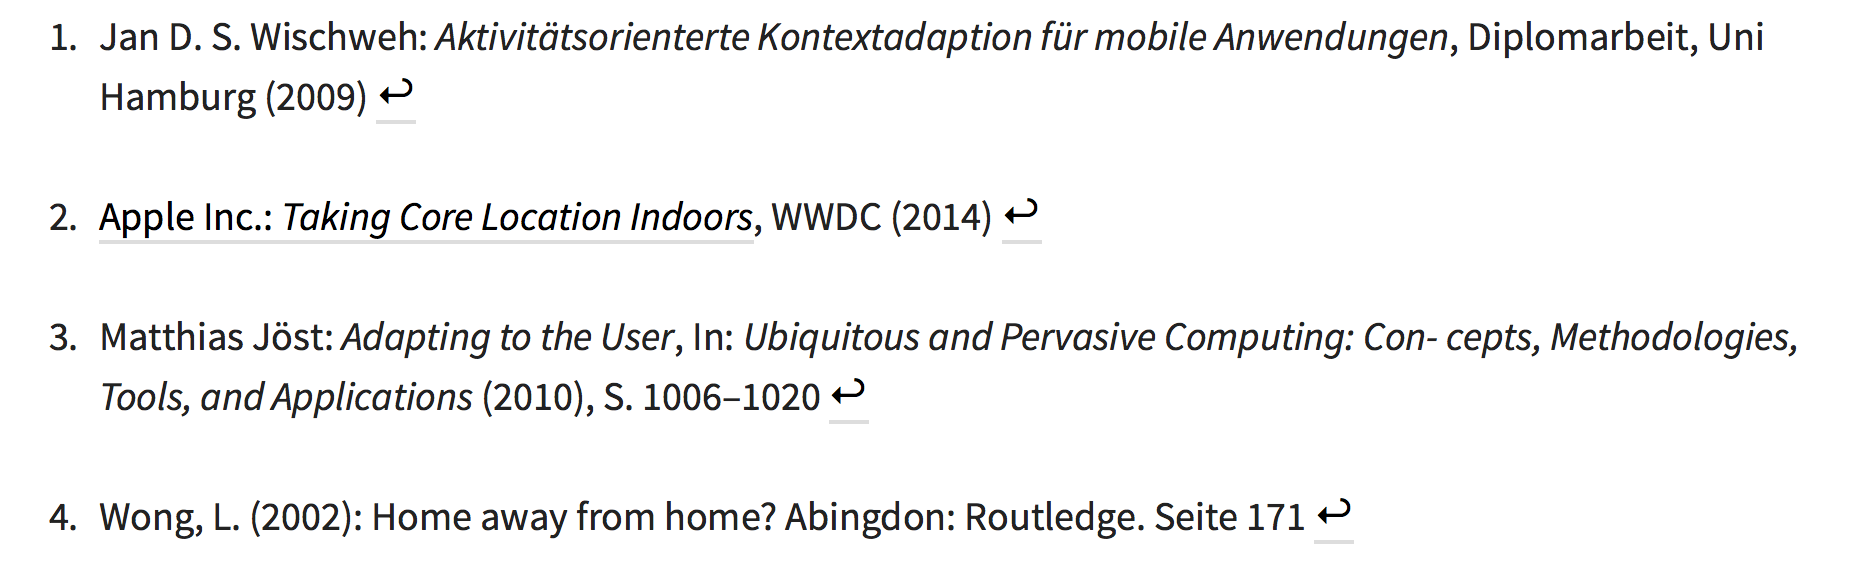 1. Jan D. S. Wischweh: Aktivitätsorienterte Kontextadaption für mobile Anwendungen, Diplomarbeit, Uni
Hamburg (2009) ↩
2. Apple Inc.: Taking Core Location Indoors, WWDC (2014) ↩
3. Matthias Jöst: Adapting to the User, In: Ubiquitous and Pervasive Computing: Con- cepts, Methodologies,
Tools, and Applications (2010), S. 1006–1020 ↩
4. Wong, L. (2002): Home away from home? Abingdon: Routledge. Seite 171 ↩